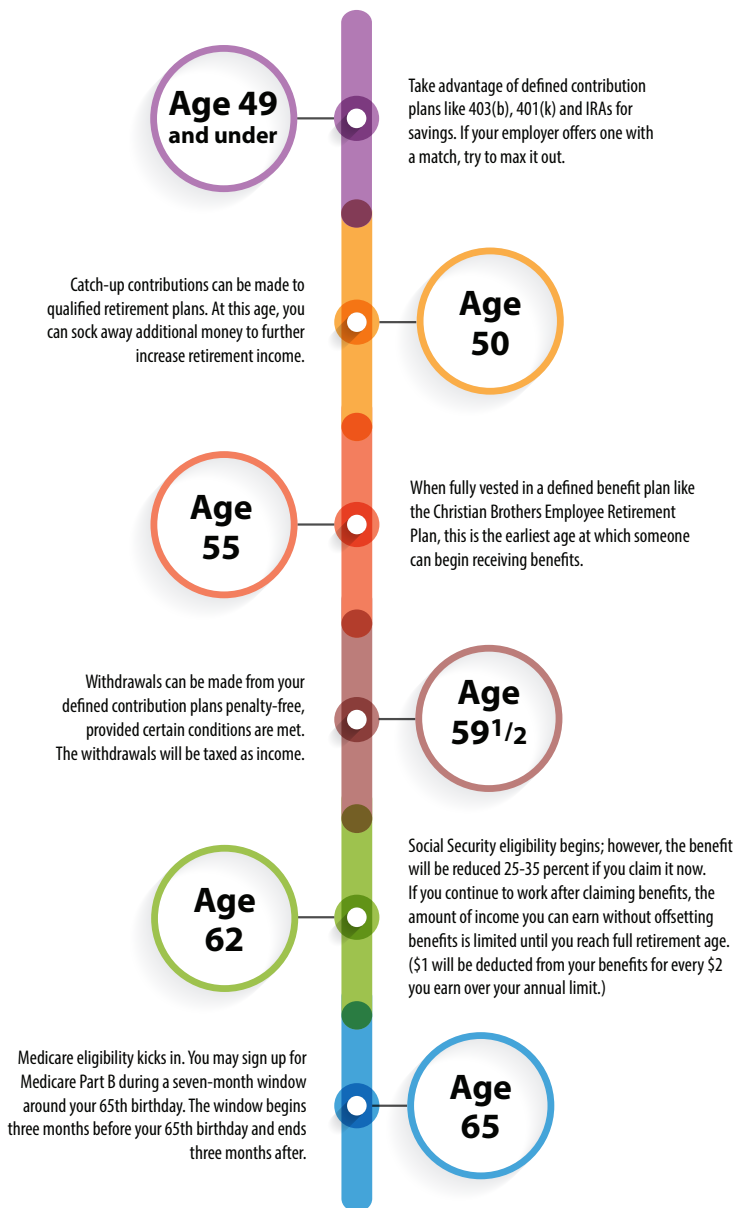 Age 49
and under
Take advantage of defined contribution
plans like 403(b), 401(k) and IRAs for
savings. If your employer offers one with
a match, try to max it out.
Catch-up contributions can be made to
qualified retirement plans. At this age, you
can sock away additional money to further
increase retirement income.
Age
50
Age
55
When fully vested in a defined benefit plan like
the Christian Brothers Employee Retirement
Plan, this is the earliest age at which someone
can begin receiving benefits.
Withdrawals can be made from your
defined contribution plans penalty-free,
provided certain conditions are met.
The withdrawals will be taxed as income.
Age
59 1/2
Age
62
Social Security eligibility begins; however, the benefit
will be reduced 25-35 percent if you claim it now.
If you continue to work after claiming benefits, the
amount of income you can earn without offsetting
benefits is limited until you reach full retirement age.
($1 will be deducted from your benefits for every $2
you earn over your annual limit.)
Medicare eligibility kicks in. You may sign up for
Medicare Part B during a seven-month window
around your 65th birthday. The window begins
three months before your 65th birthday and ends
three months after.
Age
65